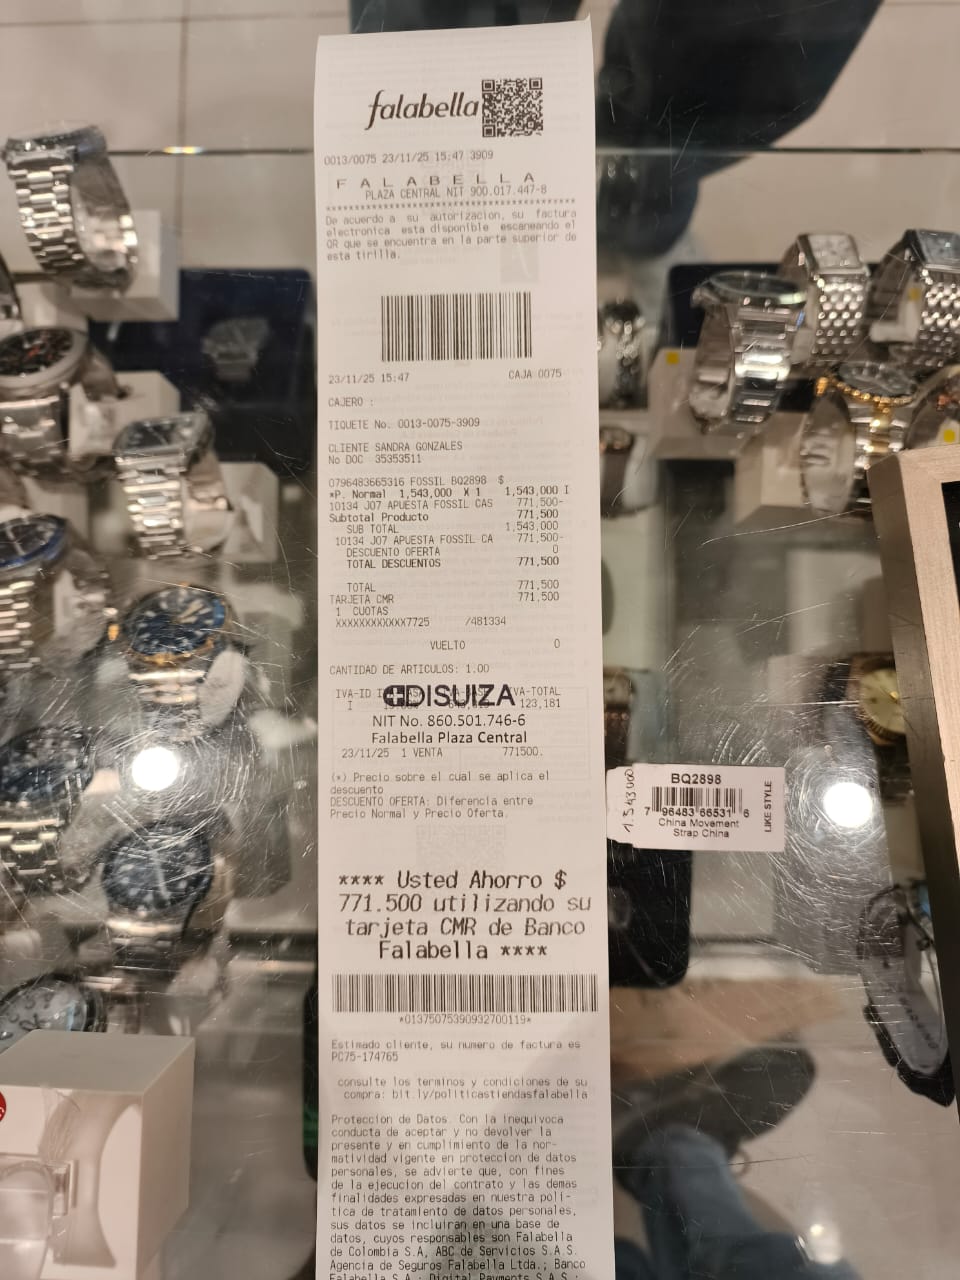 falabella
0013/0075 23/11/25 15:47 3909
F A L A B E L L A
PLAZA CENTRAL NIT 900.017.447-8
De acuerdo a su autorizacion, su factura
electronica esta disponible escaneando el
QR que se encuentra en la parte superior de
esta tirilla.
23/11/25 15:47 CAJA 0075
CAJERO :
TIQUETE No. 0013-0075-3909
CLIENTE SANDRA GONZALES
No DOC 35353511
0796483665316 FOSSIL BQ2898 $
*P. Normal 1,543,000 X 1 1,543,000 I
10134 J07 APUESTA FOSSIL CAS 771,500-
Subtotal Producto 771,500
SUB TOTAL 1,543,000
10134 J07 APUESTA FOSSIL CA 771,500-
DESCUENTO OFERTA 0
TOTAL DESCUENTOS 771,500
TOTAL 771,500
TARJETA CMR 771,500
1 CUOTAS
XXXXXXXXXXXX7725 /481334
VUELTO 0
CANTIDAD DE ARTICULOS: 1.00
IVA-ID IVA-TOTAL
I 123,181
DISUIZA
NIT No. 860.501.746-6
Falabella Plaza Central
23/11/25 1 VENTA 771500.
(*) Precio sobre el cual se aplica el
descuento
DESCUENTO OFERTA: Diferencia entre
Precio Normal y Precio Oferta.
**** Usted Ahorro $
771.500 utilizando su
tarjeta CMR de Banco
Falabella ****
*01375075390932700119*
Estimado cliente, su numero de factura es
PC75-174765
consulte los terminos y condiciones de su
compra: bit.ly/politicastiendasfalabella
Proteccion de Datos. Con la inequivoca
conducta de aceptar y no devolver la
presente y en cumplimiento de la nor-
matividad vigente en proteccion de datos
personales, se advierte que, con fines
de la ejecucion del contrato y las demas
finalidades expresadas en nuestra poli-
tica de tratamiento de datos personales,
sus datos se incluiran en una base de
datos, cuyos responsables son Falabella
de Colombia S.A, ABC de Servicios S.A.S.
Agencia de Seguros Falabella Ltda.; Banco
Falabella S.A.; Digital Payments S.A.S.;
1.543.000
BQ2898
7 96483 66531 6
China Movement
Strap China
LIKE STYLE